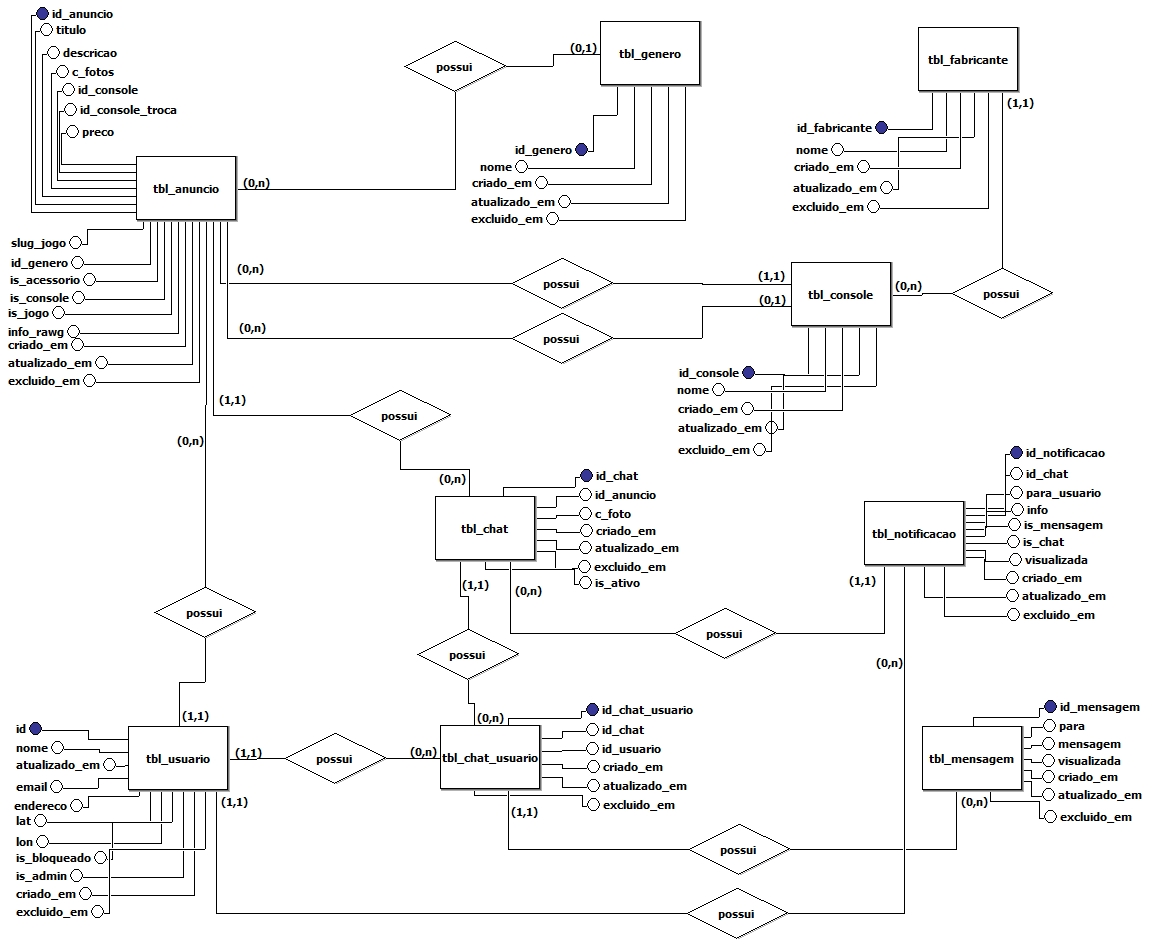 id_anuncio
titulo
descricao
c_fotos
id_console
id_console_troca
preco
tbl_anuncio
(0,n)
slug_jogo
id_genero
is_acessorio
is_console
is_jogo
info_rawg
criado_em
atualizado_em
excluido_em
possui
(0,1)
tbl_genero
id_genero
nome
criado_em
atualizado_em
excluido_em
tbl_fabricante
(1,1)
id_fabricante
nome
criado_em
atualizado_em
excluido_em
possui
(0,n)
possui
(1,1)
(0,n)
possui
(0,1)
tbl_console
(0,n)
id_console
nome
criado_em
atualizado_em
excluido_em
(1,1)
possui
(0,n)
(0,n)
tbl_chat
id_chat
id_anuncio
c_foto
criado_em
atualizado_em
excluido_em
is_ativo
(1,1)
(0,n)
id_notificacao
id_chat
para_usuario
info
is_mensagem
is_chat
visualizada
criado_em
atualizado_em
excluido_em
tbl_notificacao
(1,1)
possui
possui
possui
(0,n)
(1,1)
(0,n)
id
nome
atualizado_em
email
endereco
lat
lon
is_bloqueado
is_admin
criado_em
excluido_em
tbl_usuario
(1,1)
possui
(0,n)
(1,1)
tbl_chat_usuario
id_chat_usuario
id_chat
id_usuario
criado_em
atualizado_em
excluido_em
(1,1)
tbl_mensagem
id_mensagem
para
mensagem
visualizada
criado_em
atualizado_em
excluido_em
(0,n)
possui
possui